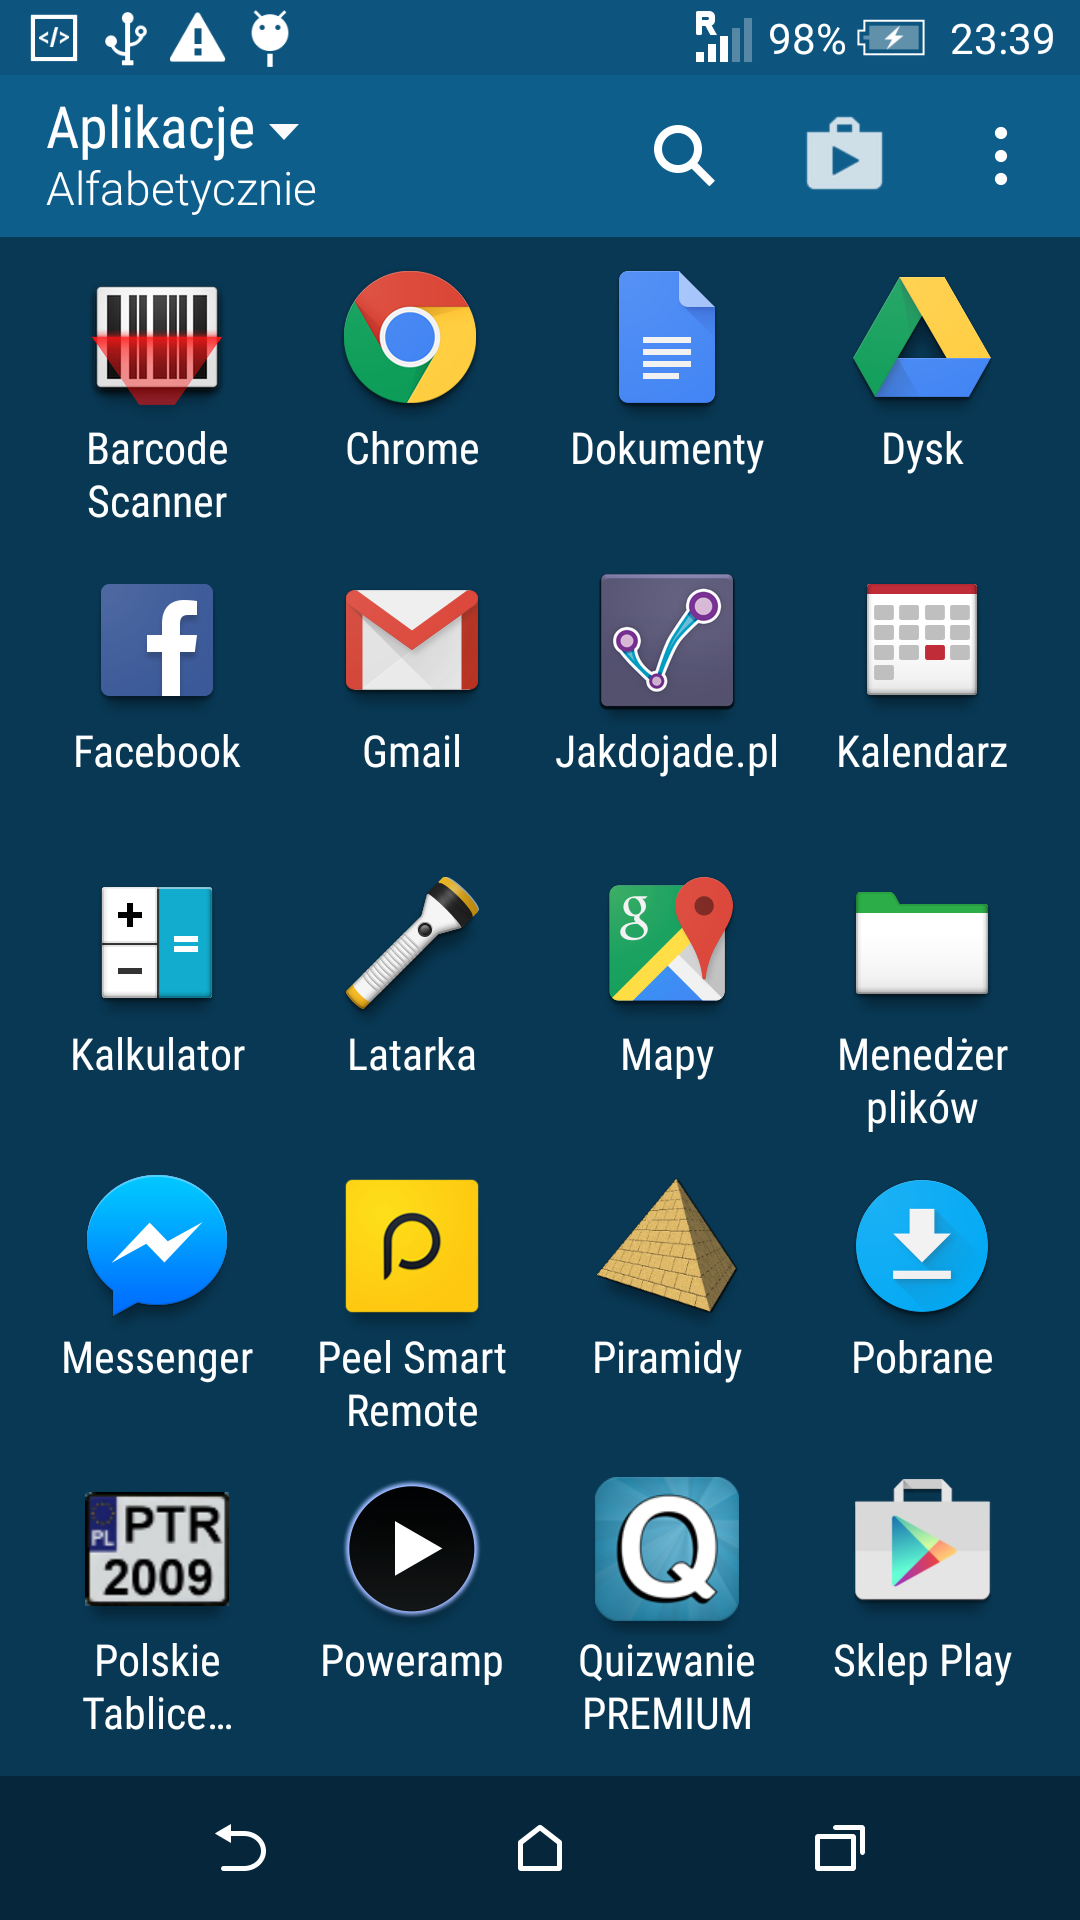 </>
R 98% 23:39
Aplikacje
Alfabetycznie
Barcode Scanner
Chrome
Dokumenty
Dysk
f
Facebook
Gmail
Jakdojade.pl
Kalendarz
+
−
=
Kalkulator
Latarka
g
Mapy
Menedżer plików
Messenger
Peel Smart Remote
Piramidy
Pobrane
PL PTR
2009
Polskie Tablice...
Poweramp
Q
Quizwanie PREMIUM
Sklep Play